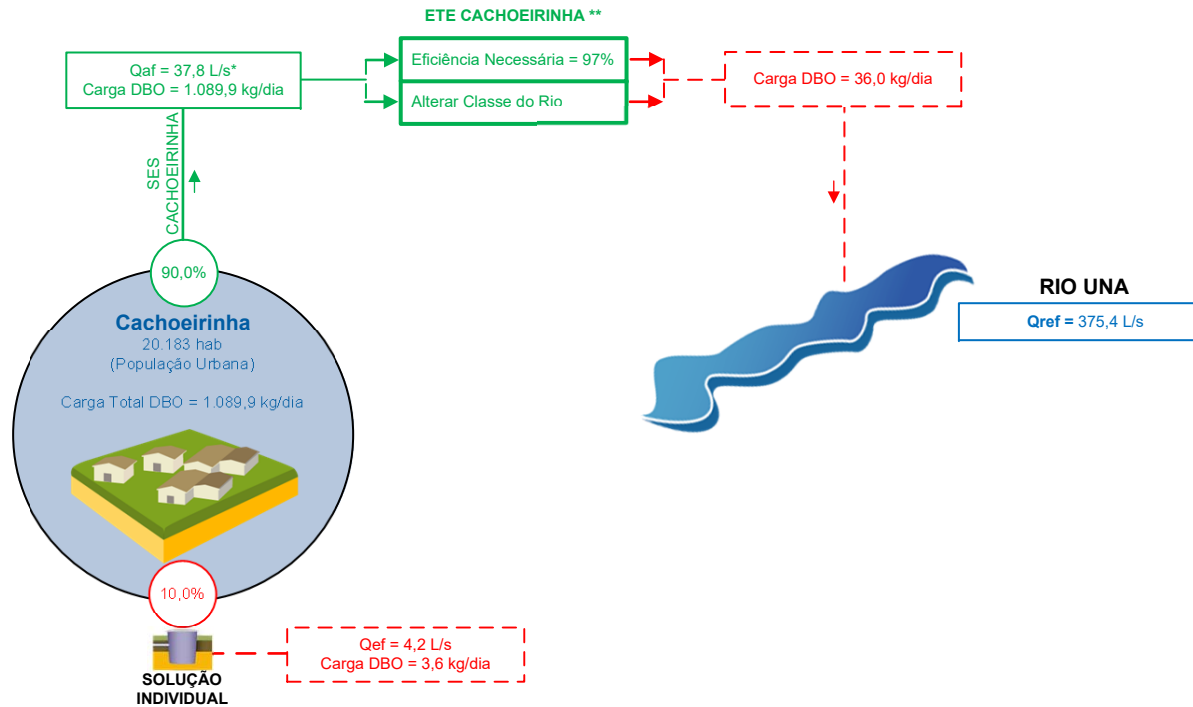 ETE CACHOEIRINHA **
Qaf = 37,8 L/s*
Carga DBO = 1.089,9 kg/dia
Eficiência Necessária = 97%
Alterar Classe do Rio
Carga DBO = 36,0 kg/dia
SES
CACHOEIRINHA
90,0%
Cachoeirinha
20.183 hab
(População Urbana)
Carga Total DBO = 1.089,9 kg/dia
RIO UNA
Qref = 375,4 L/s
10,0%
Qef = 4,2 L/s
Carga DBO = 3,6 kg/dia
SOLUÇÃO
INDIVIDUAL